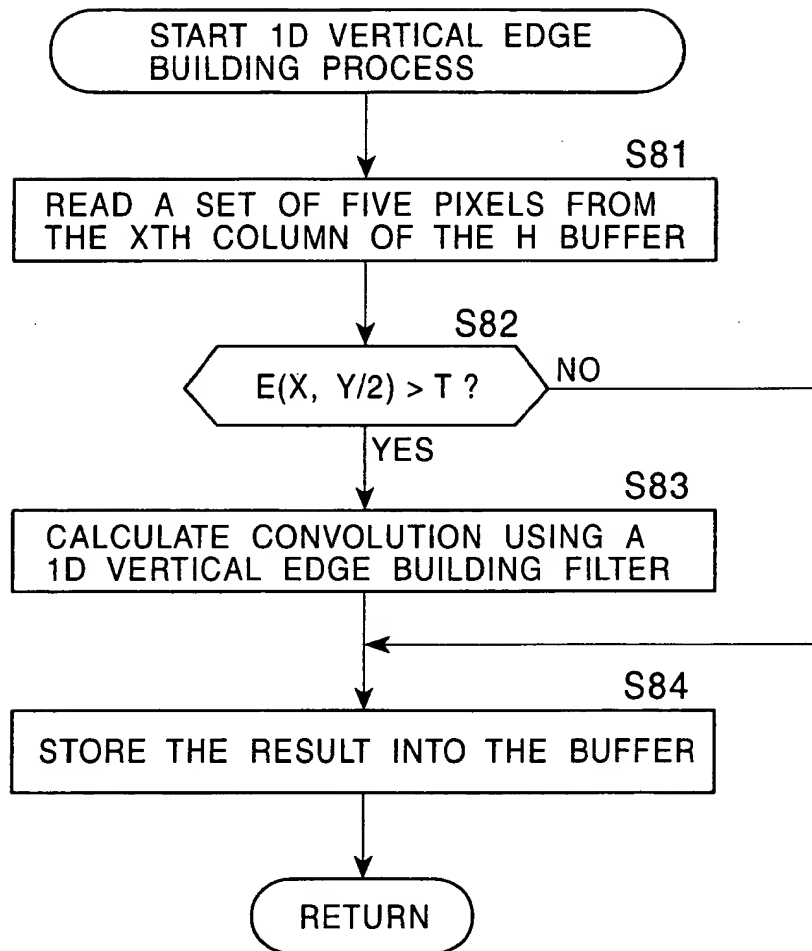 START 1D VERTICAL EDGE
BUILDING PROCESS
S81
READ A SET OF FIVE PIXELS FROM
THE XTH COLUMN OF THE H BUFFER
S82
E(X, Y/2) > T ?
NO
YES
S83
CALCULATE CONVOLUTION USING A
1D VERTICAL EDGE BUILDING FILTER
S84
STORE THE RESULT INTO THE BUFFER
RETURN